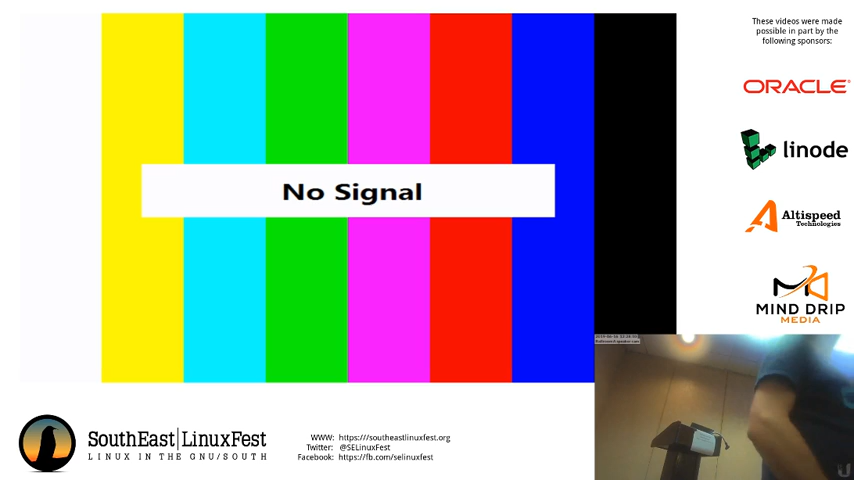 These videos were made
possible in part by the
following sponsors:
ORACLE
linode
Altispeed
Technologies
MIND DRIP
MEDIA
No Signal
SouthEast|LinuxFest
LINUX IN THE GNU/SOUTH
WWW: https:///southeastlinuxfest.org
Twitter: @SELinuxFest
Facebook: https://fb.com/selinuxfest